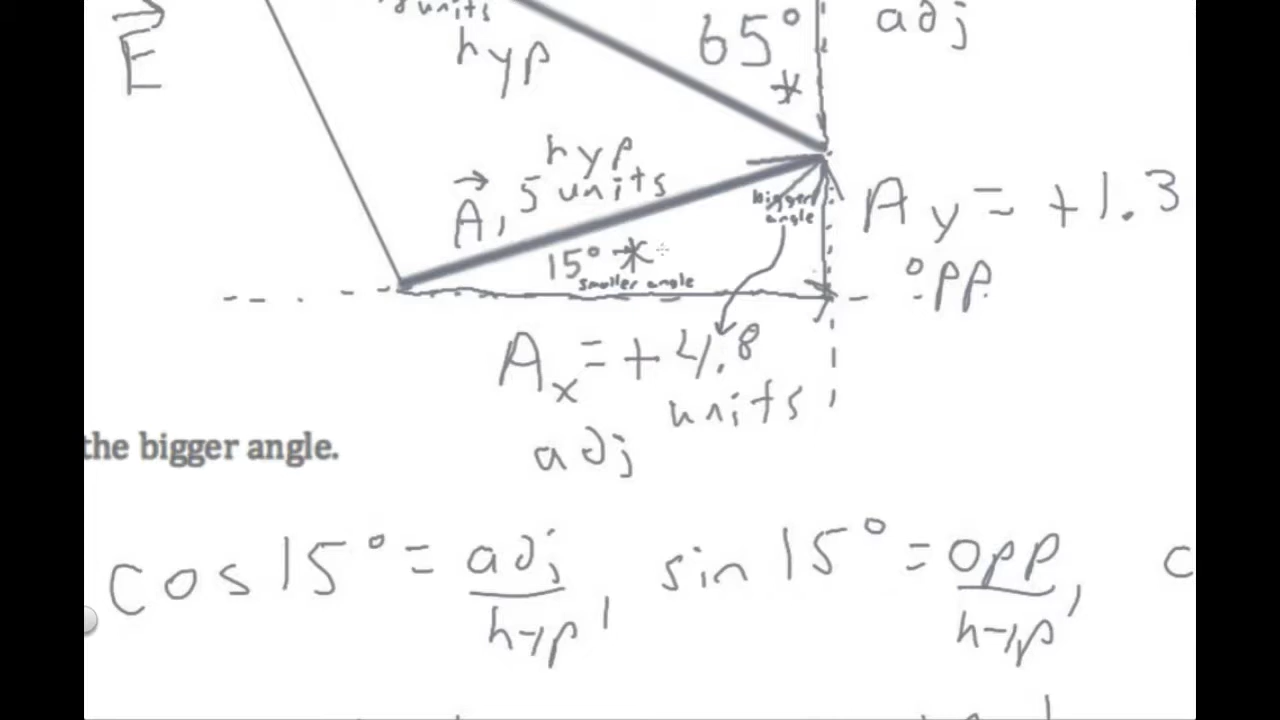 units
hyp
65°
adj
E
hyp
A, 5 units
bigger
angle
Ay = +1.3
opp
15° *
smaller angle
Ax = +4.8
units
adj
the bigger angle.
cos 15° = adj/hyp, sin 15° = opp/hyp, c